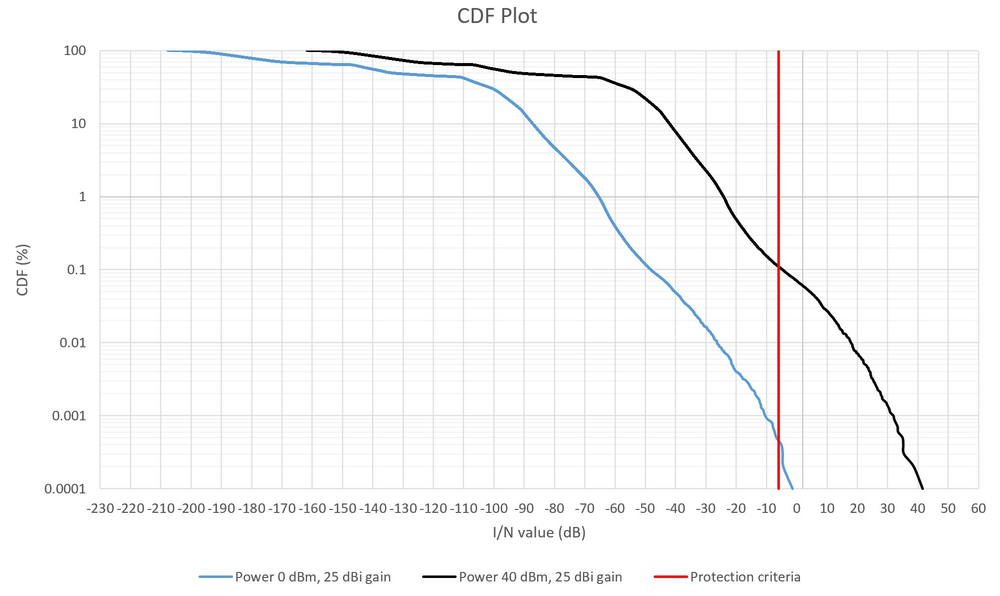 CDF Plot
100
10
1
0.1
0.01
0.001
0.0001
CDF (%)
-230 -220 -210 -200 -190 -180 -170 -160 -150 -140 -130 -120 -110 -100 -90 -80 -70 -60 -50 -40 -30 -20 -10 0 10 20 30 40 50 60
I/N value (dB)
Power 0 dBm, 25 dBi gain Power 40 dBm, 25 dBi gain Protection criteria